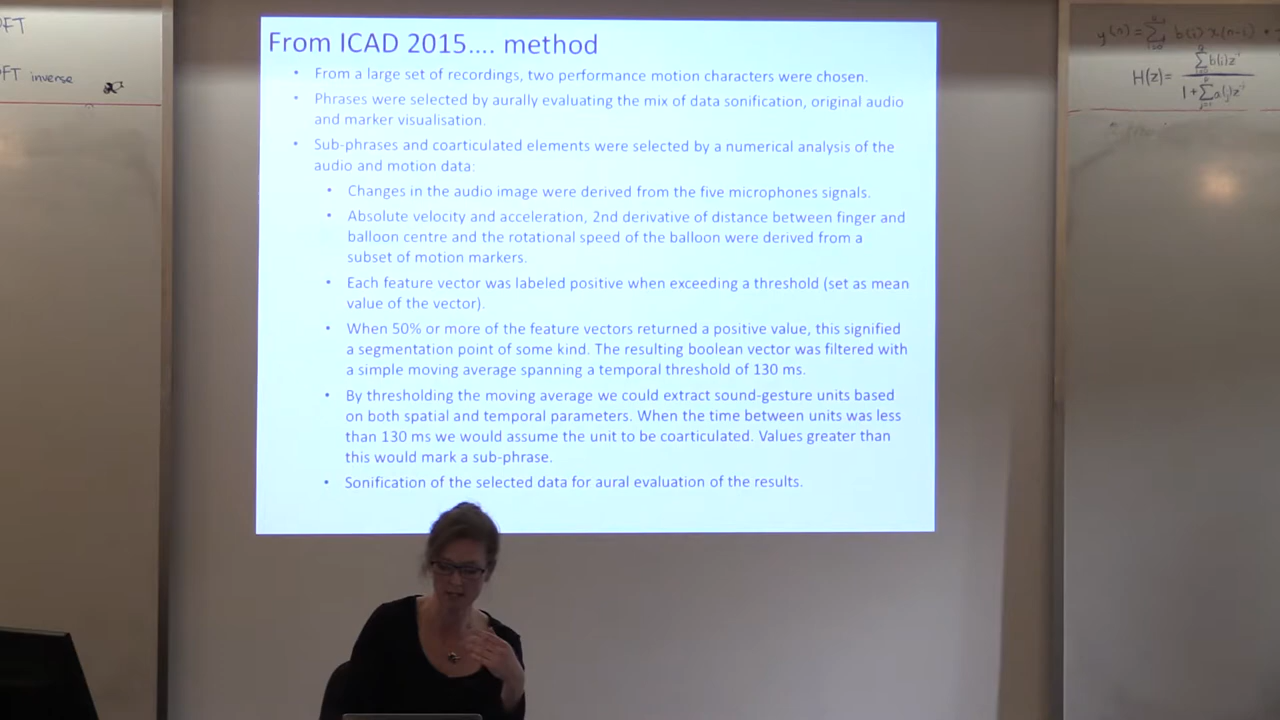 From ICAD 2015.... method
• From a large set of recordings, two performance motion characters were chosen.
• Phrases were selected by aurally evaluating the mix of data sonification, original audio
and marker visualisation.
• Sub-phrases and coarticulated elements were selected by a numerical analysis of the
audio and motion data:
• Changes in the audio image were derived from the five microphones signals.
• Absolute velocity and acceleration, 2nd derivative of distance between finger and
balloon centre and the rotational speed of the balloon were derived from a
subset of motion markers.
• Each feature vector was labeled positive when exceeding a threshold (set as mean
value of the vector).
• When 50% or more of the feature vectors returned a positive value, this signified
a segmentation point of some kind. The resulting boolean vector was filtered with
a simple moving average spanning a temporal threshold of 130 ms.
• By thresholding the moving average we could extract sound-gesture units based
on both spatial and temporal parameters. When the time between units was less
than 130 ms we would assume the unit to be coarticulated. Values greater than
this would mark a sub-phrase.
• Sonification of the selected data for aural evaluation of the results.
FT
FT inverse
H(z)=